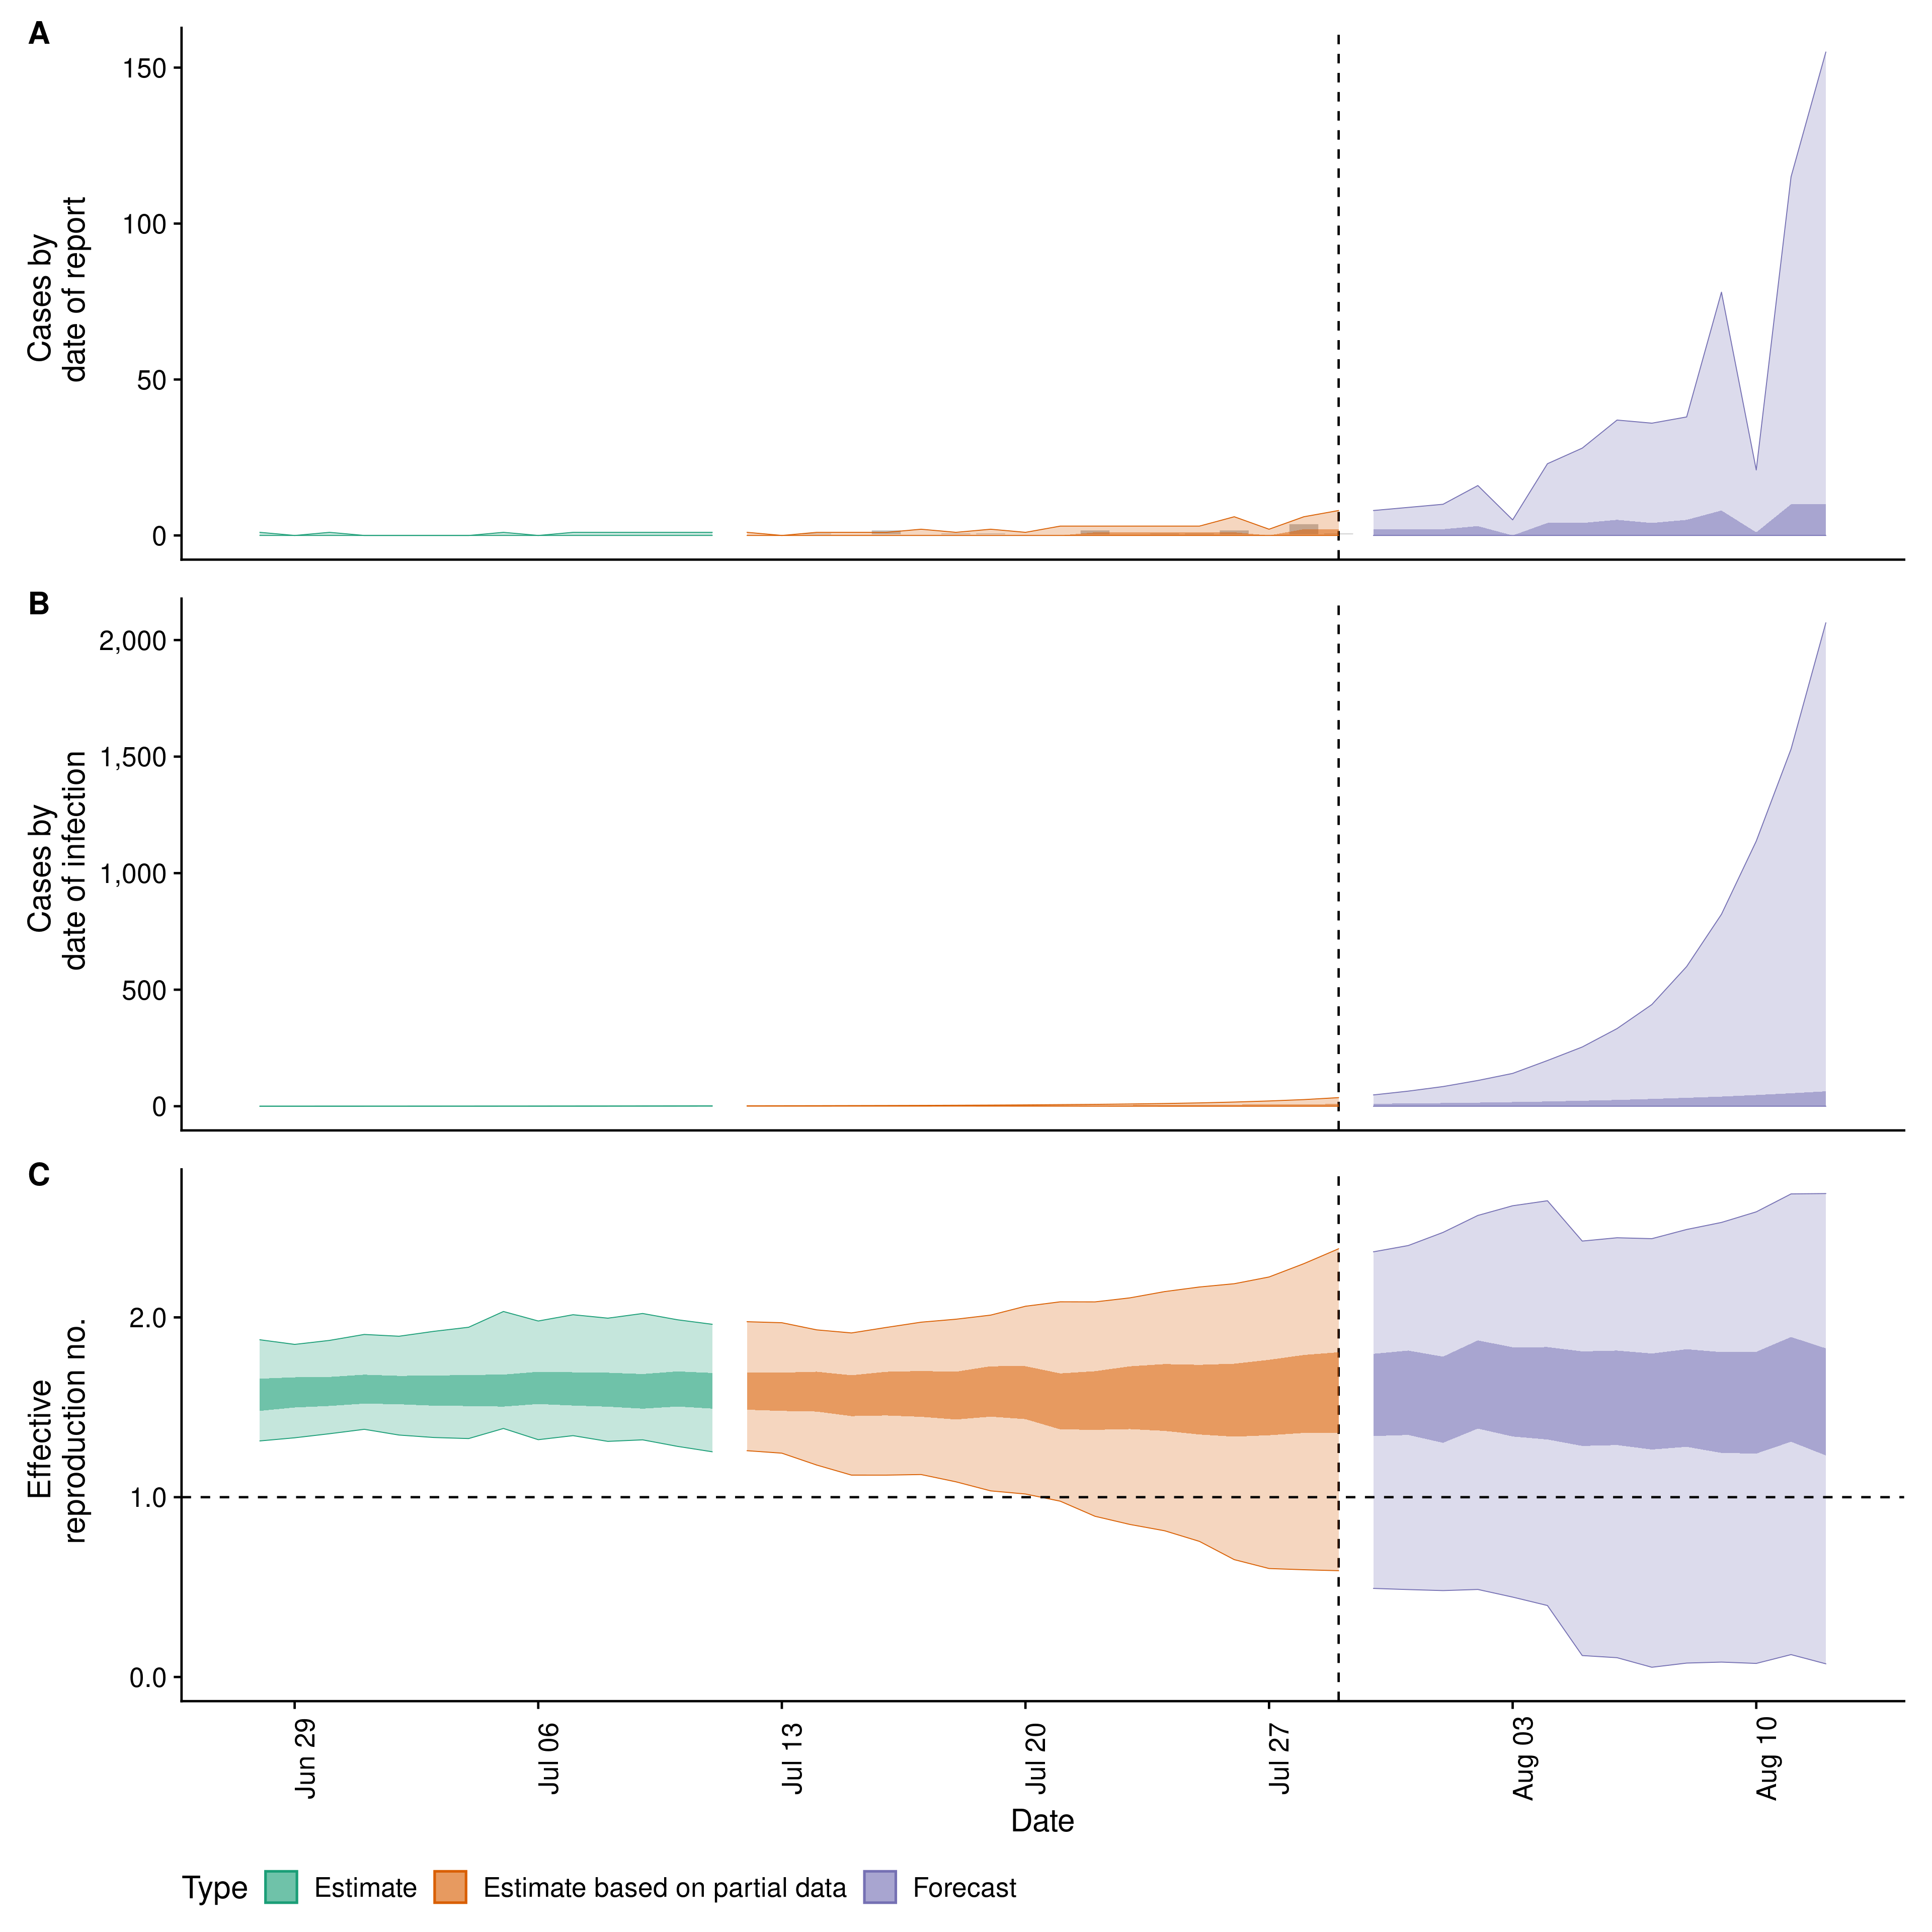 A
150
100
50
0
Cases by
date of report
B
2,000
1,500
1,000
500
0
Cases by
date of infection
C
2.0
1.0
0.0
Effective
reproduction no.
Jun 29
Jul 06
Jul 13
Jul 20
Jul 27
Aug 03
Aug 10
Date
Type Estimate Estimate based on partial data Forecast